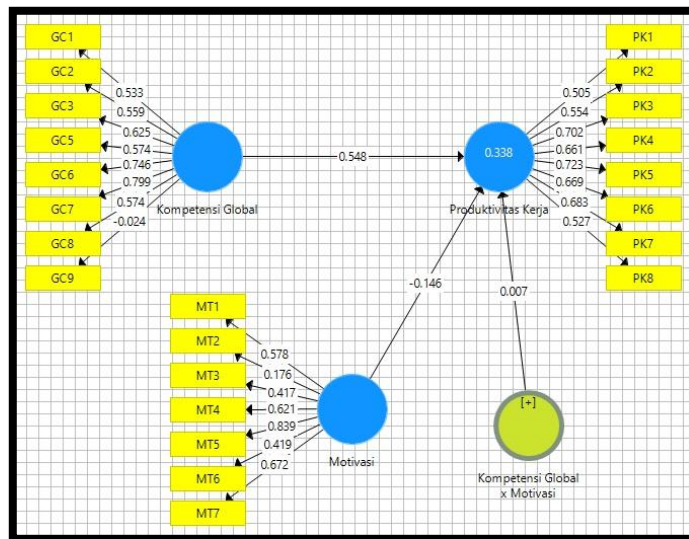 GC1
GC2
GC3
GC5
GC6
GC7
GC8
GC9
0.533
0.559
0.625
0.574
0.746
0.799
0.574
-0.024
Kompetensi Global
0.548
0.338
Produktivitas Kerja
0.505
0.554
0.702
0.661
0.723
0.669
0.683
0.527
PK1
PK2
PK3
PK4
PK5
PK6
PK7
PK8
-0.146
0.007
MT1
MT2
MT3
MT4
MT5
MT6
MT7
0.578
0.176
0.417
0.621
0.839
0.419
0.672
Motivasi
[+]
Kompetensi Global
x Motivasi